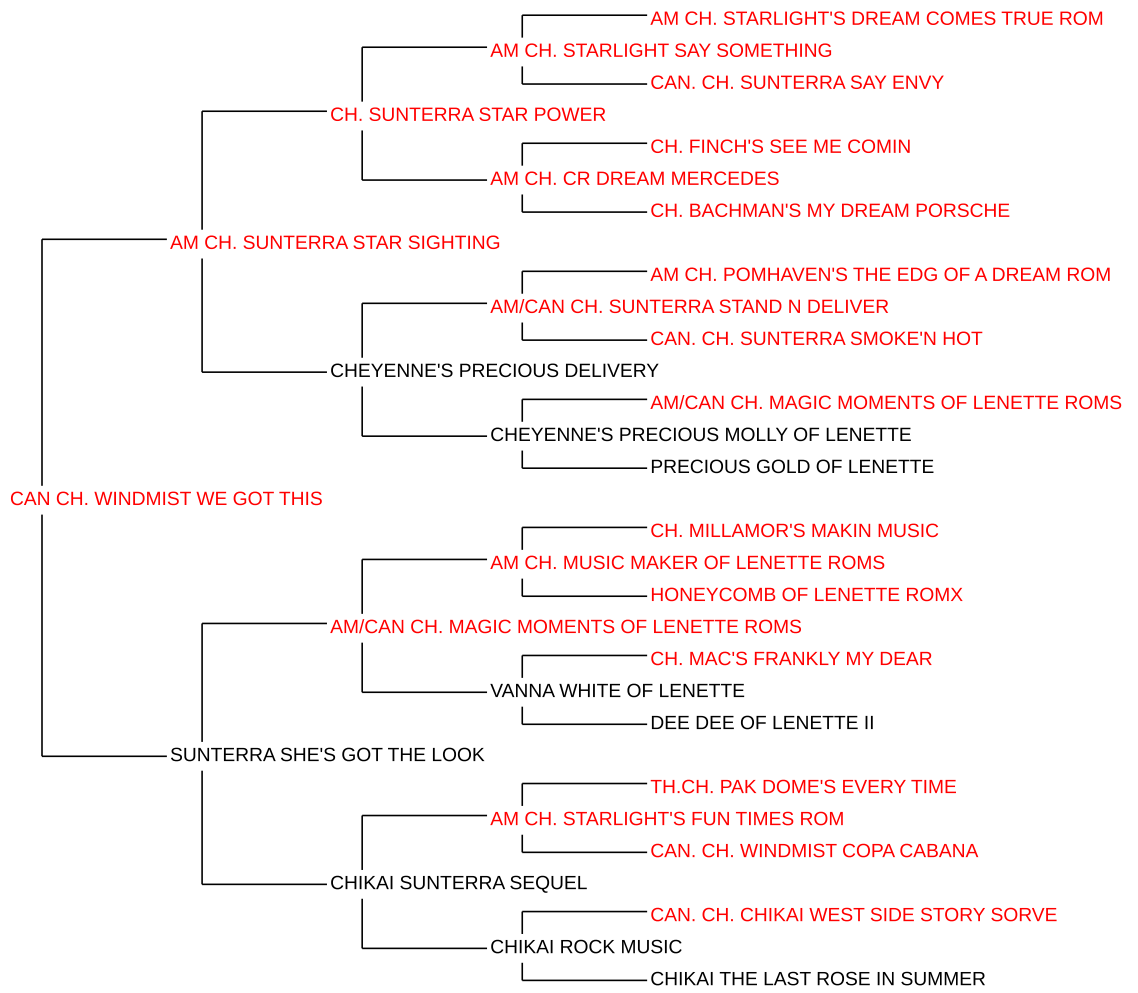 AM CH. STARLIGHT'S DREAM COMES TRUE ROM
AM CH. STARLIGHT SAY SOMETHING
CAN. CH. SUNTERRA SAY ENVY
CH. SUNTERRA STAR POWER
CH. FINCH'S SEE ME COMIN
AM CH. CR DREAM MERCEDES
CH. BACHMAN'S MY DREAM PORSCHE
AM CH. SUNTERRA STAR SIGHTING
AM CH. POMHAVEN'S THE EDG OF A DREAM ROM
AM/CAN CH. SUNTERRA STAND N DELIVER
CAN. CH. SUNTERRA SMOKE'N HOT
CHEYENNE'S PRECIOUS DELIVERY
AM/CAN CH. MAGIC MOMENTS OF LENETTE ROMS
CHEYENNE'S PRECIOUS MOLLY OF LENETTE
PRECIOUS GOLD OF LENETTE
CAN CH. WINDMIST WE GOT THIS
CH. MILLAMOR'S MAKIN MUSIC
AM CH. MUSIC MAKER OF LENETTE ROMS
HONEYCOMB OF LENETTE ROMX
AM/CAN CH. MAGIC MOMENTS OF LENETTE ROMS
CH. MAC'S FRANKLY MY DEAR
VANNA WHITE OF LENETTE
DEE DEE OF LENETTE II
SUNTERRA SHE'S GOT THE LOOK
TH.CH. PAK DOME'S EVERY TIME
AM CH. STARLIGHT'S FUN TIMES ROM
CAN. CH. WINDMIST COPA CABANA
CHIKAI SUNTERRA SEQUEL
CAN. CH. CHIKAI WEST SIDE STORY SORVE
CHIKAI ROCK MUSIC
CHIKAI THE LAST ROSE IN SUMMER